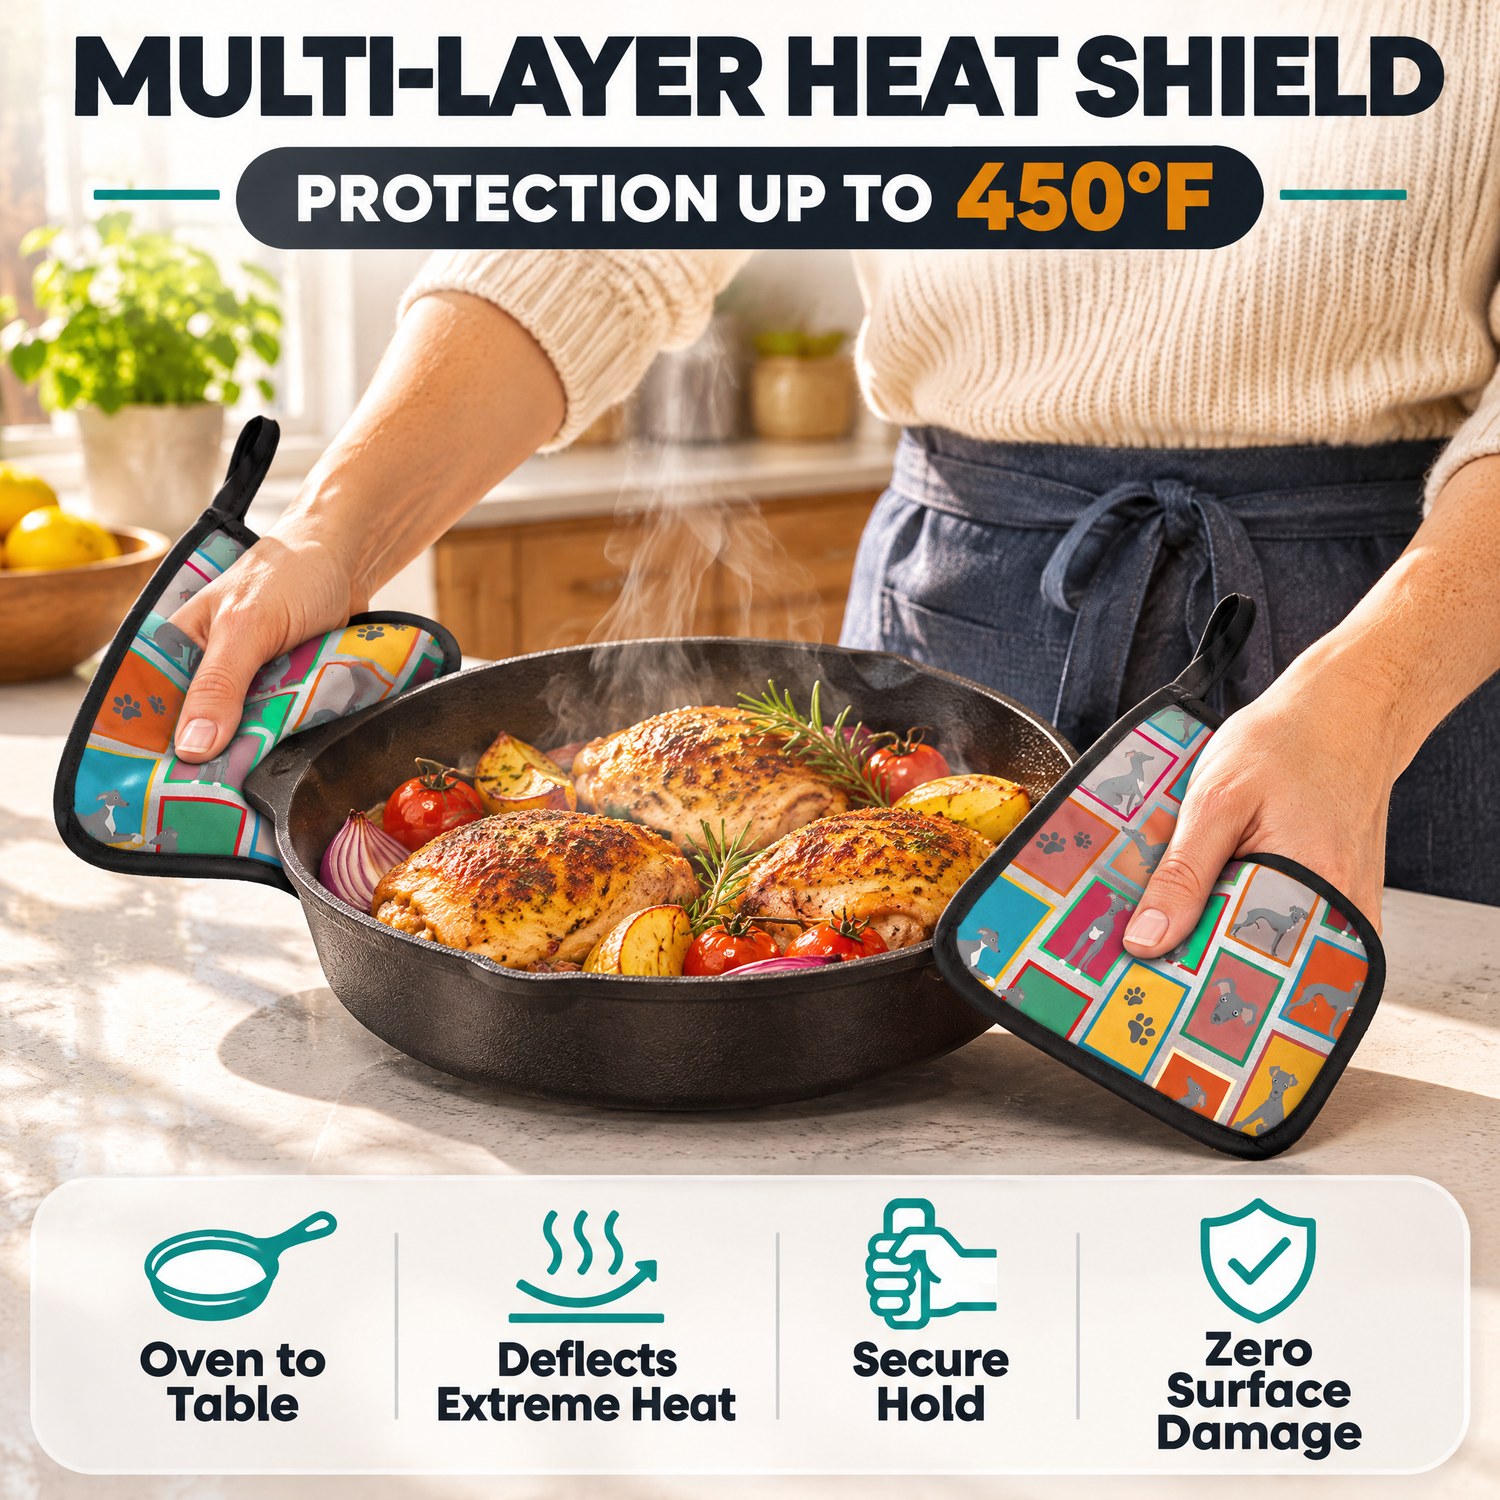 MULTI-LAYER HEAT SHIELD
PROTECTION UP TO 450°F
Oven to
Table
Deflects
Extreme Heat
Secure
Hold
Zero
Surface
Damage